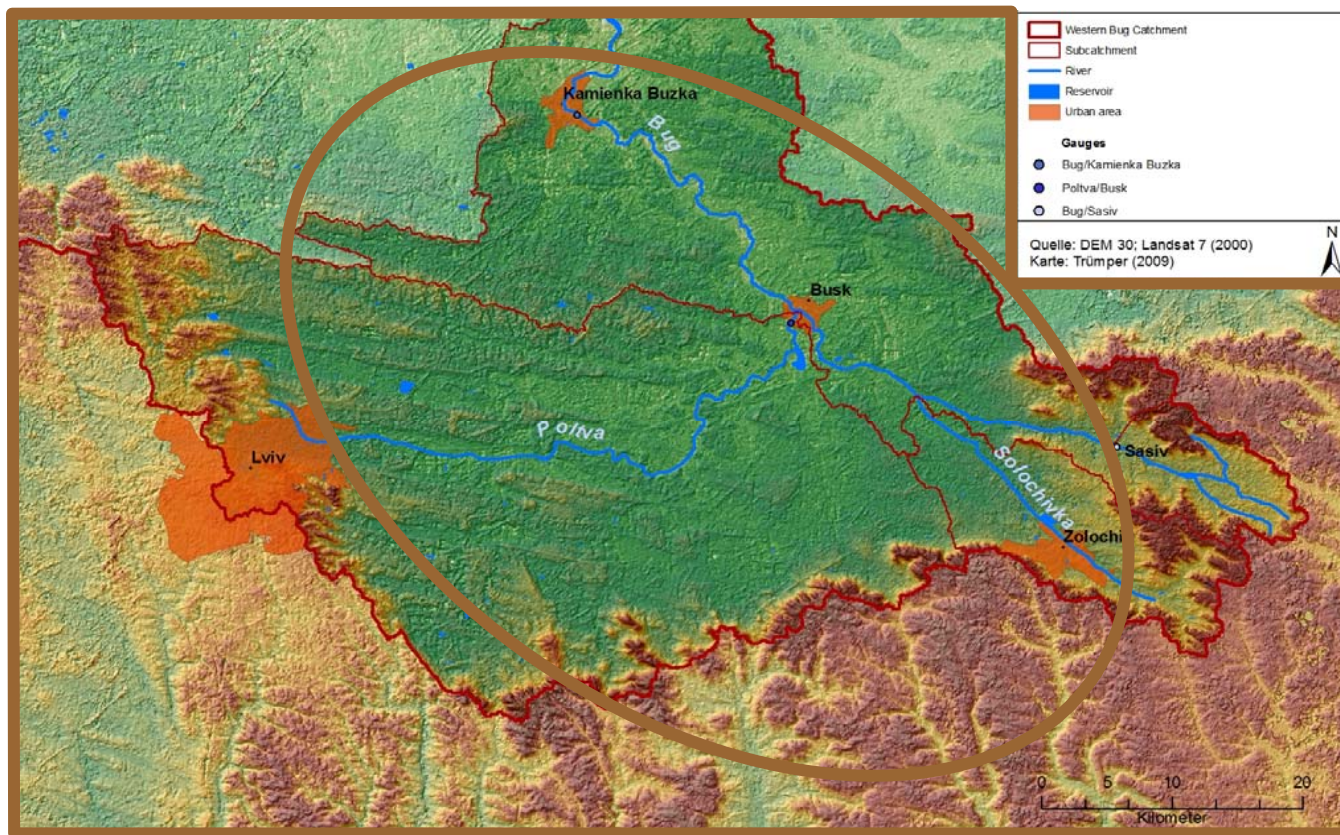 Western Bug Catchment
Subcatchment
River
Reservoir
Urban area
Gauges
Bug/Kamienka Buzka
Poltva/Busk
Bug/Sasiv
Quelle: DEM 30; Landsat 7 (2000)
Karte: Trümper (2009)
N
Kamienka Buzka
Bug
Busk
Poltva
Lviv
Solochivka
Sasiv
Zolochi
0 5 10 20
Kilometer